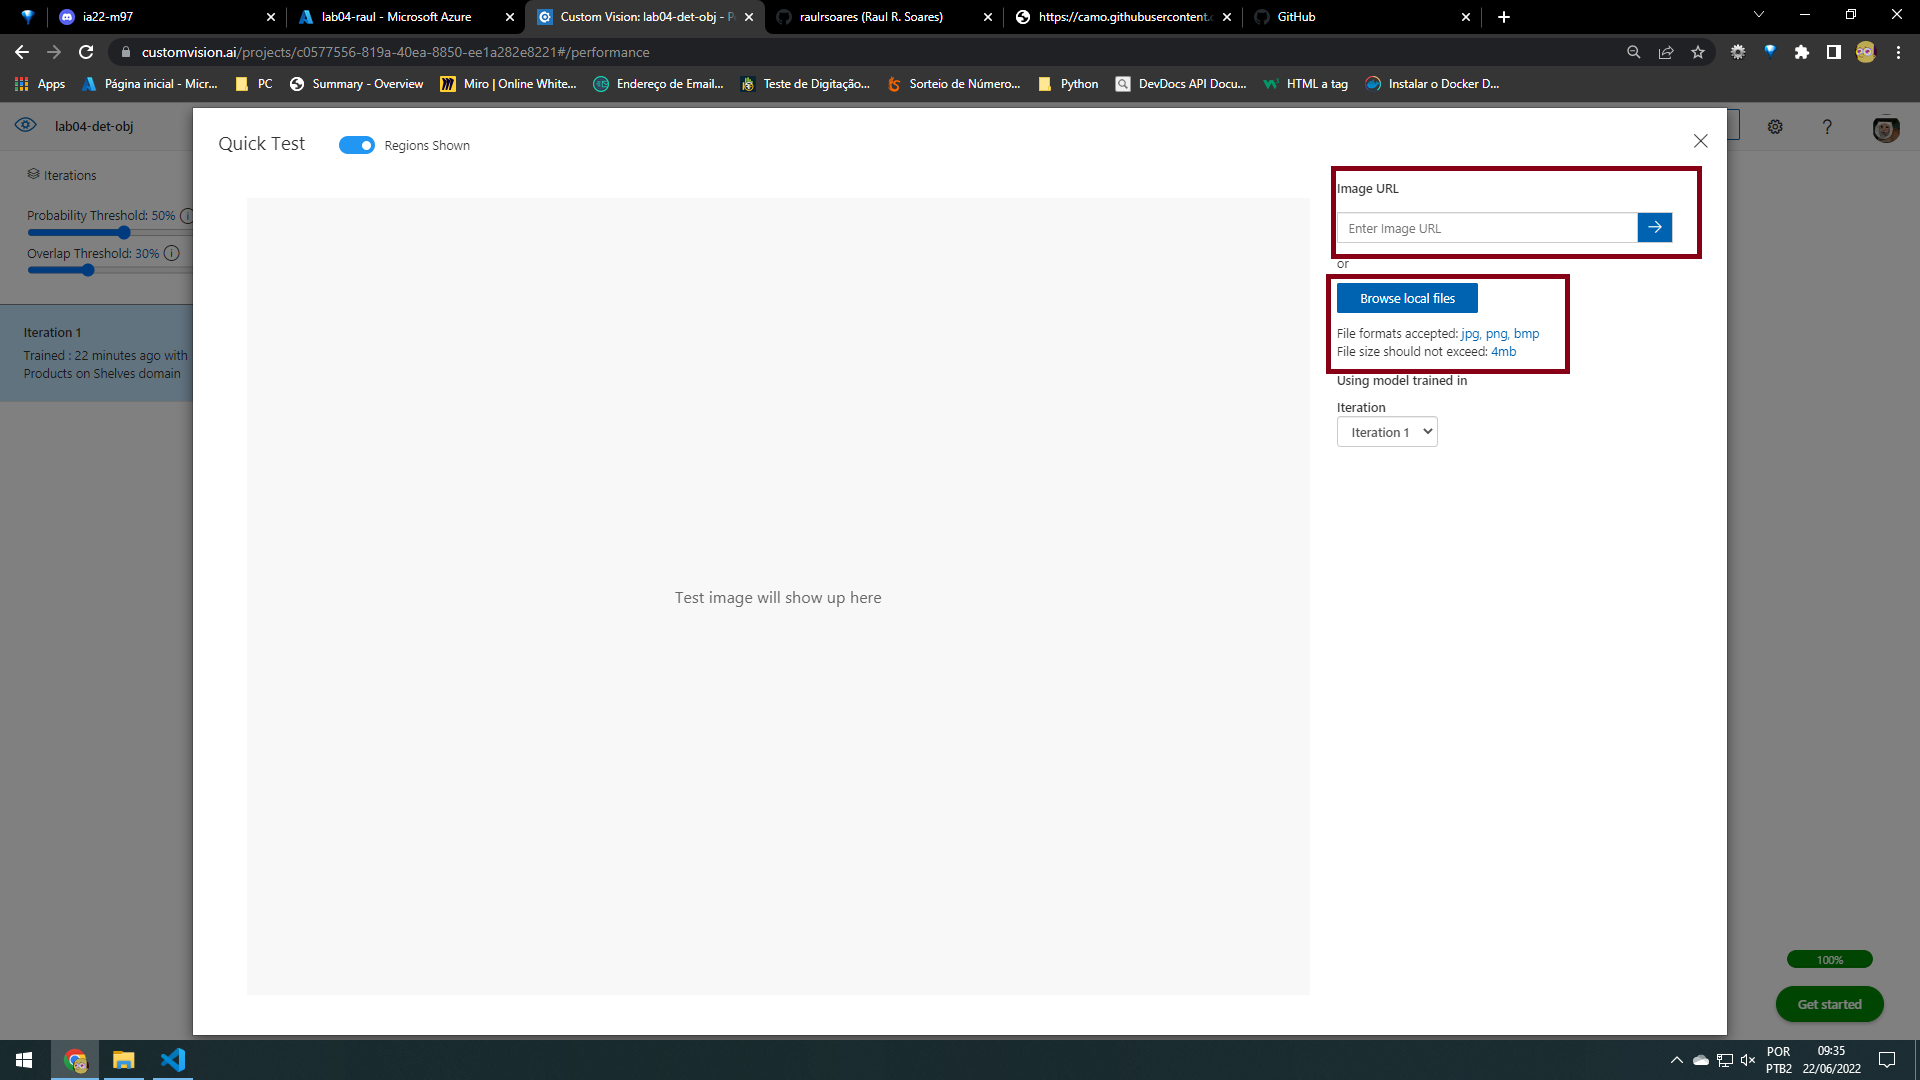 ia22-m97
lab04-raul - Microsoft Azure
Custom Vision: lab04-det-obj - P
raulrsoares (Raul R. Soares)
https://camo.githubusercontent.c
GitHub
customvision.ai/projects/c0577556-819a-40ea-8850-ee1a282e8221#/performance
Apps
Página inicial - Micr...
PC
Summary - Overview
Miro | Online White...
Endereço de Email...
Teste de Digitação...
Sorteio de Número...
Python
DevDocs API Docu...
HTML a tag
Instalar o Docker D...
lab04-det-obj
Iterations
Probability Threshold: 50%
Overlap Threshold: 30%
Iteration 1
Trained : 22 minutes ago with
Products on Shelves domain
Quick Test
Regions Shown
Test image will show up here
Image URL
Enter Image URL
or
Browse local files
File formats accepted: jpg, png, bmp
File size should not exceed: 4mb
Using model trained in
Iteration
Iteration 1
100%
Get started
POR
PTB2
09:35
22/06/2022